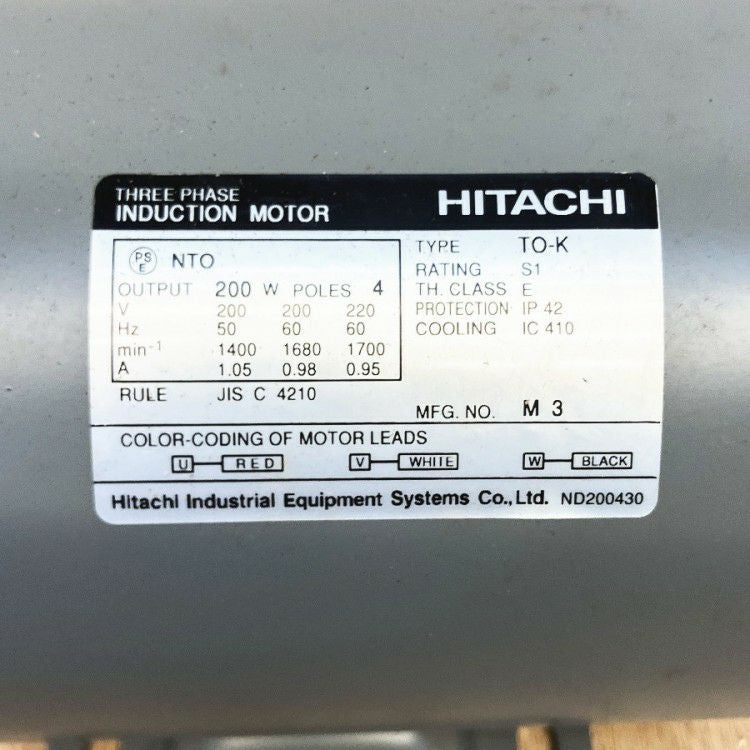 THREE PHASE
INDUCTION MOTOR
HITACHI
PS
E
NTO
OUTPUT 200 W POLES 4
V 200 200 220
Hz 50 60 60
min⁻¹ 1400 1680 1700
A 1.05 0.98 0.95
RULE JIS C 4210
TYPE TO-K
RATING S1
TH. CLASS E
PROTECTION IP 42
COOLING IC 410
MFG. NO. M 3
COLOR-CODING OF MOTOR LEADS
U RED V WHITE W BLACK
Hitachi Industrial Equipment Systems Co., Ltd. ND200430